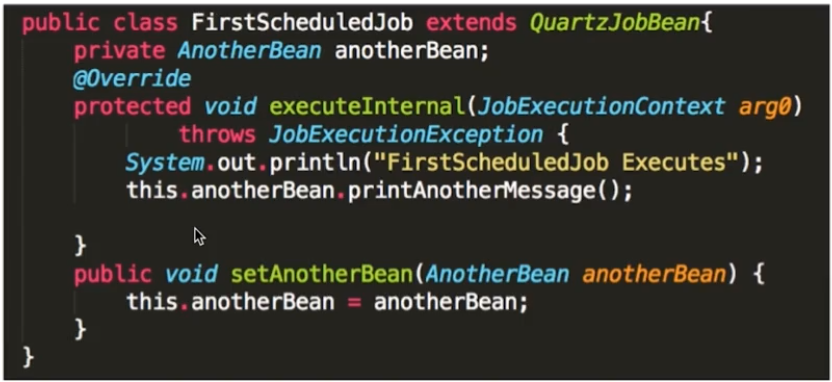 public class FirstScheduledJob extends QuartzJobBean{
    private AnotherBean anotherBean;
    @Override
    protected void executeInternal(JobExecutionContext arg0)
            throws JobExecutionException {
        System.out.println("FirstScheduledJob Executes");
        this.anotherBean.printAnotherMessage();
    }
    public void setAnotherBean(AnotherBean anotherBean) {
        this.anotherBean = anotherBean;
    }
}